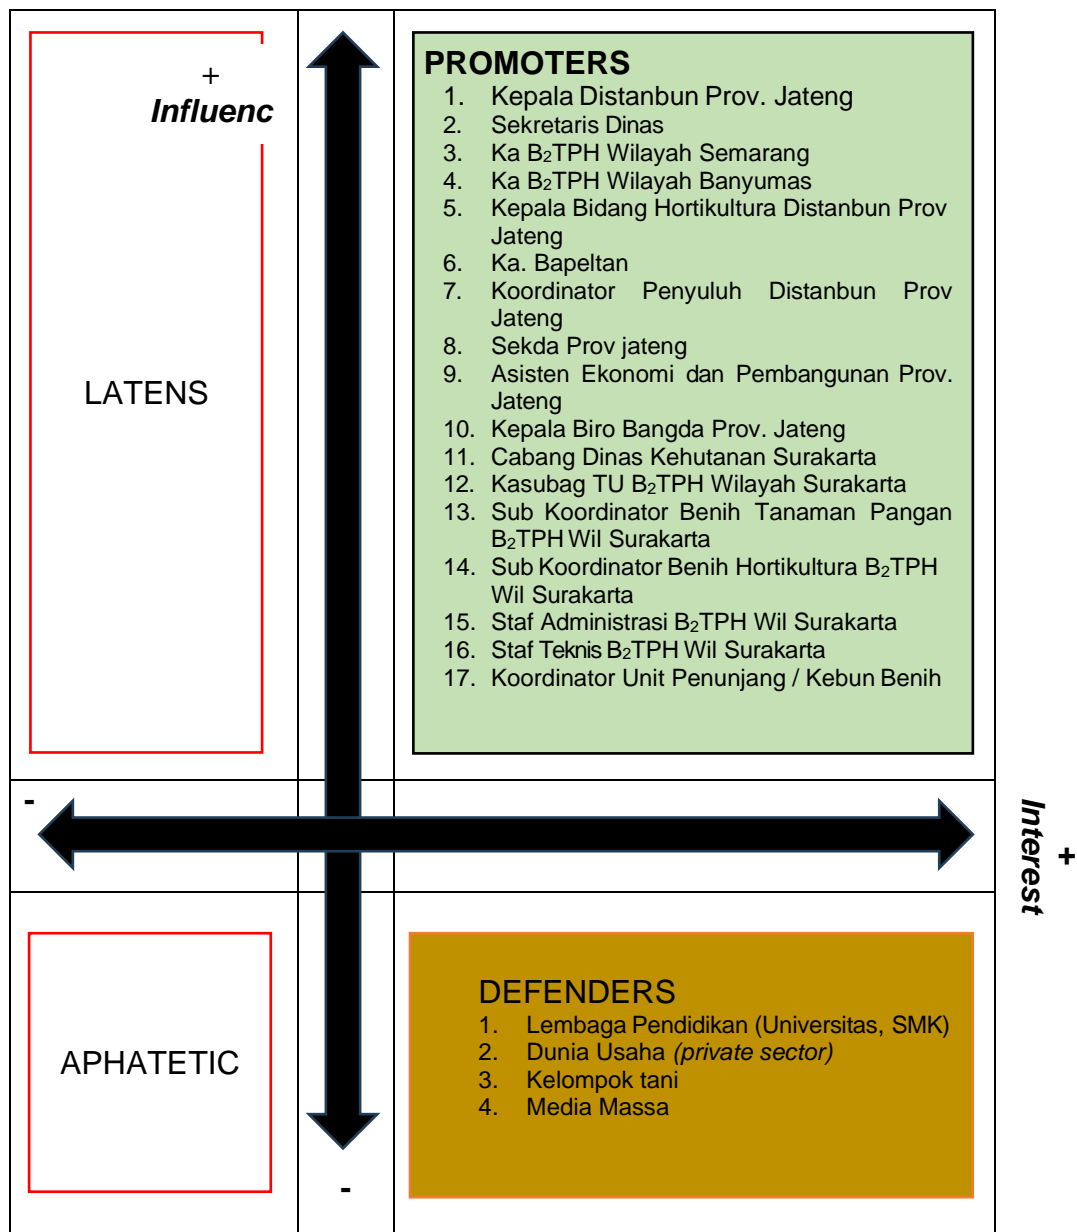 +
Influenc
LATENS
PROMOTERS
1. Kepala Distanbun Prov. Jateng
2. Sekretaris Dinas
3. Ka B₂TPH Wilayah Semarang
4. Ka B₂TPH Wilayah Banyumas
5. Kepala Bidang Hortikultura Distanbun Prov
Jateng
6. Ka. Bapeltan
7. Koordinator Penyuluh Distanbun Prov
Jateng
8. Sekda Prov jateng
9. Asisten Ekonomi dan Pembangunan Prov.
Jateng
10. Kepala Biro Bangda Prov. Jateng
11. Cabang Dinas Kehutanan Surakarta
12. Kasubag TU B₂TPH Wilayah Surakarta
13. Sub Koordinator Benih Tanaman Pangan
B₂TPH Wil Surakarta
14. Sub Koordinator Benih Hortikultura B₂TPH
Wil Surakarta
15. Staf Administrasi B₂TPH Wil Surakarta
16. Staf Teknis B₂TPH Wil Surakarta
17. Koordinator Unit Penunjang / Kebun Benih
-
+
Interest
APHATETIC
DEFENDERS
1. Lembaga Pendidikan (Universitas, SMK)
2. Dunia Usaha (private sector)
3. Kelompok tani
4. Media Massa
-